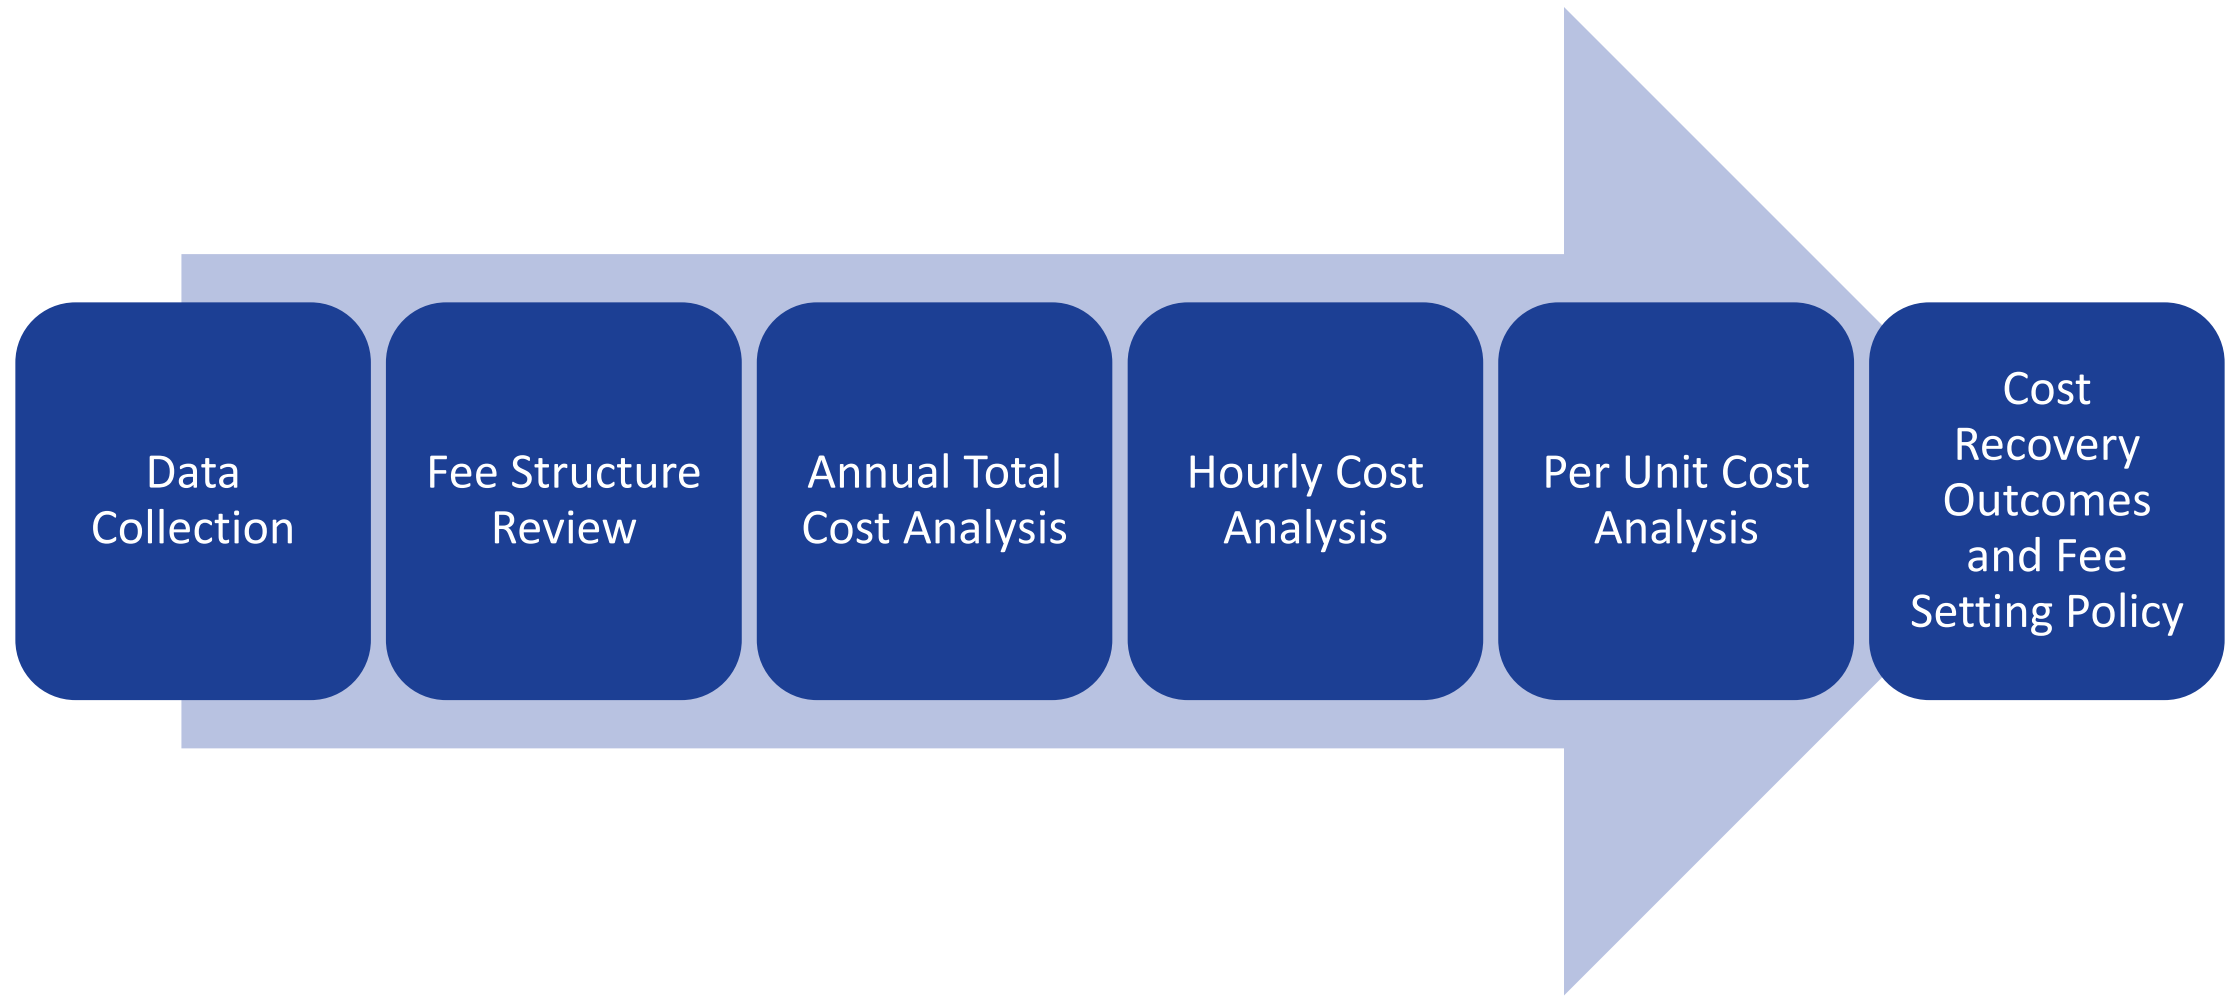 Data
Collection
Fee Structure
Review
Annual Total
Cost Analysis
Hourly Cost
Analysis
Per Unit Cost
Analysis
Cost
Recovery
Outcomes
and Fee
Setting Policy